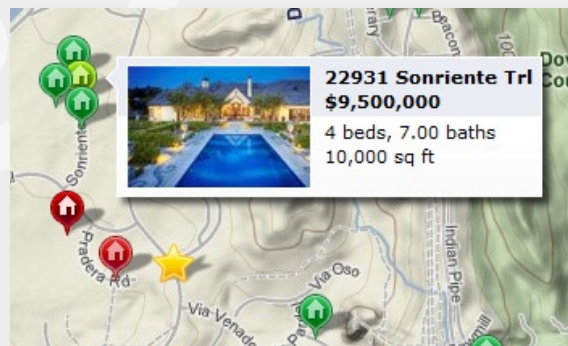 22931 Sonriente Trl
$9,500,000
4 beds, 7.00 baths
10,000 sq ft
Sonriente
Pradera Rd
Via Oso
Indian Pipe
Via Venado